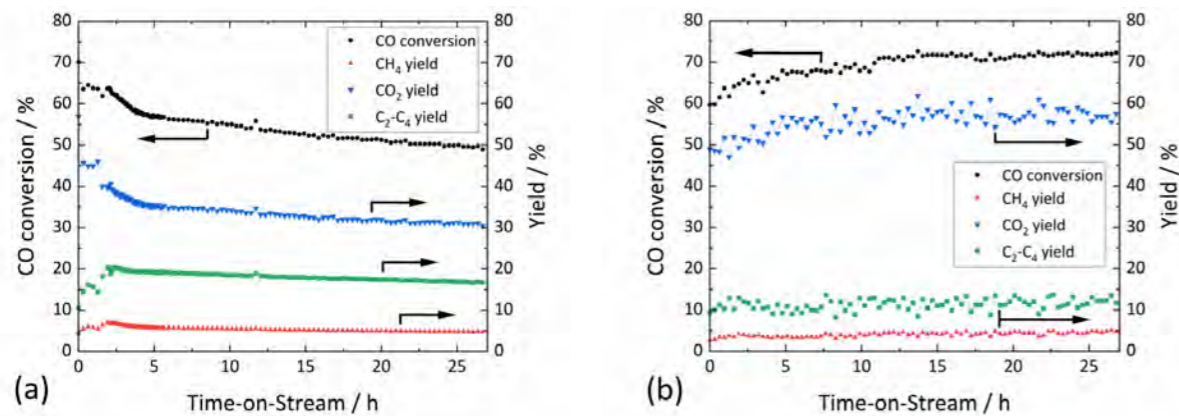 80
70
60
50
40
30
20
10
0
CO conversion / %
80
70
60
50
40
30
20
10
0
Yield / %
CO conversion
CH₄ yield
CO₂ yield
C₂-C₄ yield
0 5 10 15 20 25
Time-on-Stream / h
(a)
80
70
60
50
40
30
20
10
0
CO conversion / %
80
70
60
50
40
30
20
10
0
Yield / %
CO conversion
CH₄ yield
CO₂ yield
C₂-C₄ yield
0 5 10 15 20 25
Time-on-Stream / h
(b)